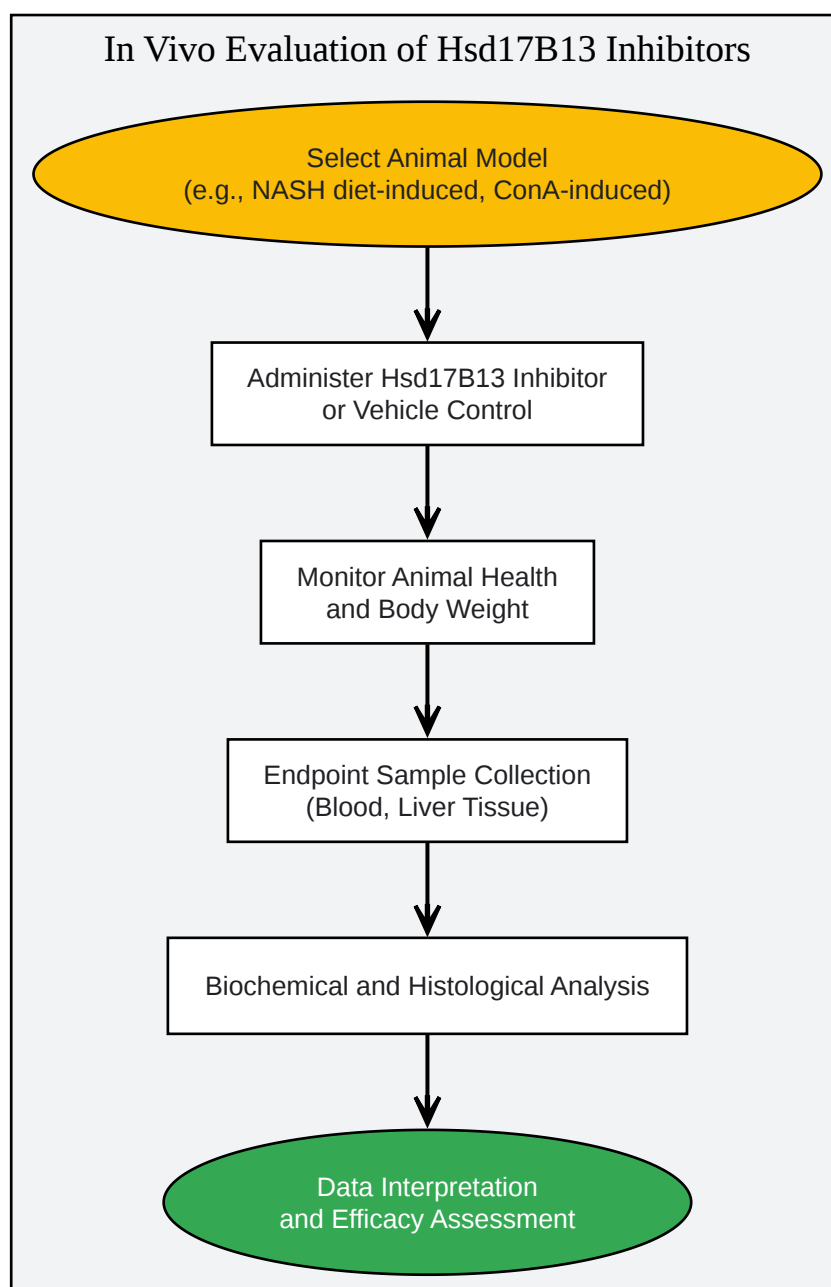 In Vivo Evaluation of Hsd17B13 Inhibitors
Select Animal Model
(e.g., NASH diet-induced, ConA-induced)
Administer Hsd17B13 Inhibitor
or Vehicle Control
Monitor Animal Health
and Body Weight
Endpoint Sample Collection
(Blood, Liver Tissue)
Biochemical and Histological Analysis
Data Interpretation
and Efficacy Assessment